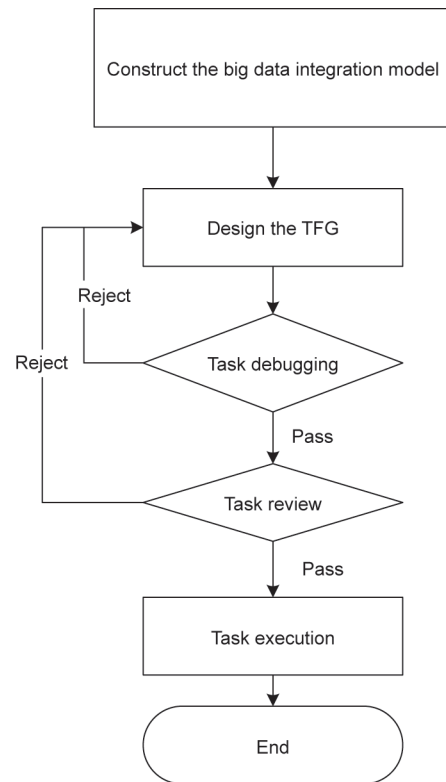 Construct the big data integration model
Design the TFG
Reject
Reject
Task debugging
Pass
Task review
Pass
Task execution
End